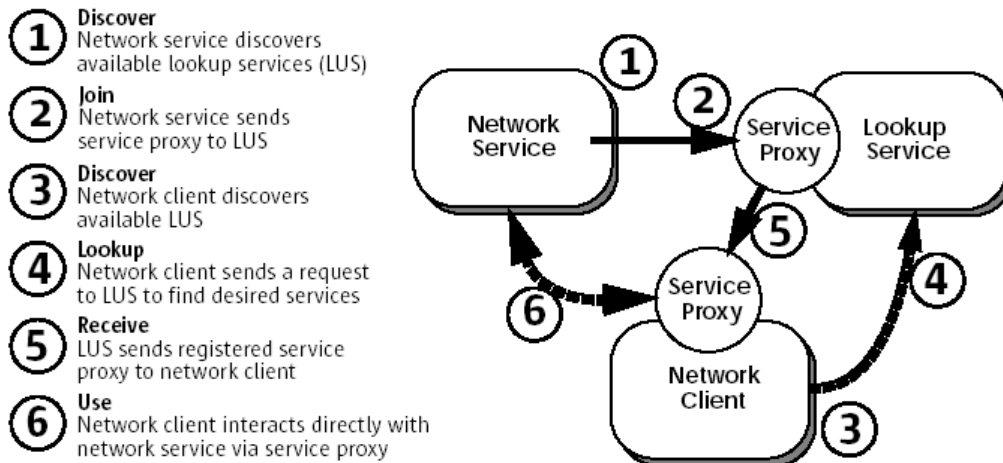 1
Discover
Network service discovers
available lookup services (LUS)
2
Join
Network service sends
service proxy to LUS
3
Discover
Network client discovers
available LUS
4
Lookup
Network client sends a request
to LUS to find desired services
5
Receive
LUS sends registered service
proxy to network client
6
Use
Network client interacts directly with
network service via service proxy
1
2
Network
Service
Service
Proxy
Lookup
Service
5
4
6
Service
Proxy
Network
Client
3